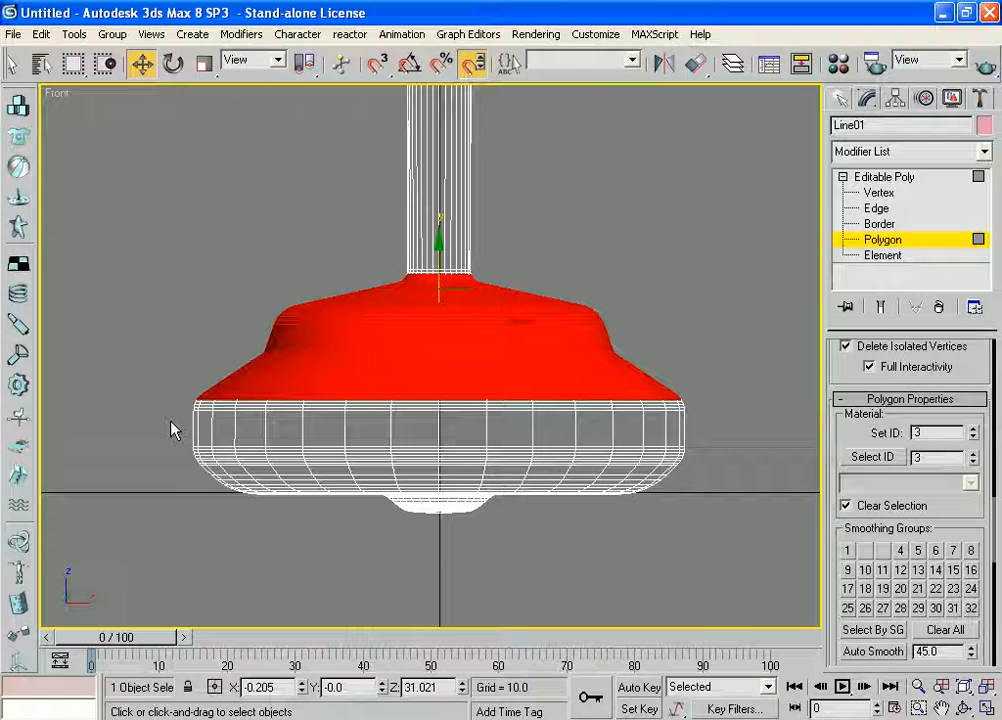 Untitled - Autodesk 3ds Max 8 SP3 - Stand-alone License
File Edit Tools Group Views Create Modifiers Character reactor Animation Graph Editors Rendering Customize MAXScript Help
View View
Front
Line01
Modifier List
Editable Poly
Vertex
Edge
Border
Polygon
Element
Delete Isolated Vertices
Full Interactivity
- Polygon Properties
Material:
Set ID: 3
Select ID 3
Clear Selection
Smoothing Groups:
1 4 5 6 7 8
9 10 11 12 13 14 15 16
17 18 19 20 21 22 23 24
25 26 27 28 29 30 31 32
Select By SG Clear All
Auto Smooth 45.0
z
0 / 100
0 10 20 30 40 50 60 70 80 90 100
1 Object Sele X: -0.205 Y: -0.0 Z: 31.021 Grid = 10.0 Auto Key Selected
Click or click-and-drag to select objects Add Time Tag Set Key Key Filters... 0